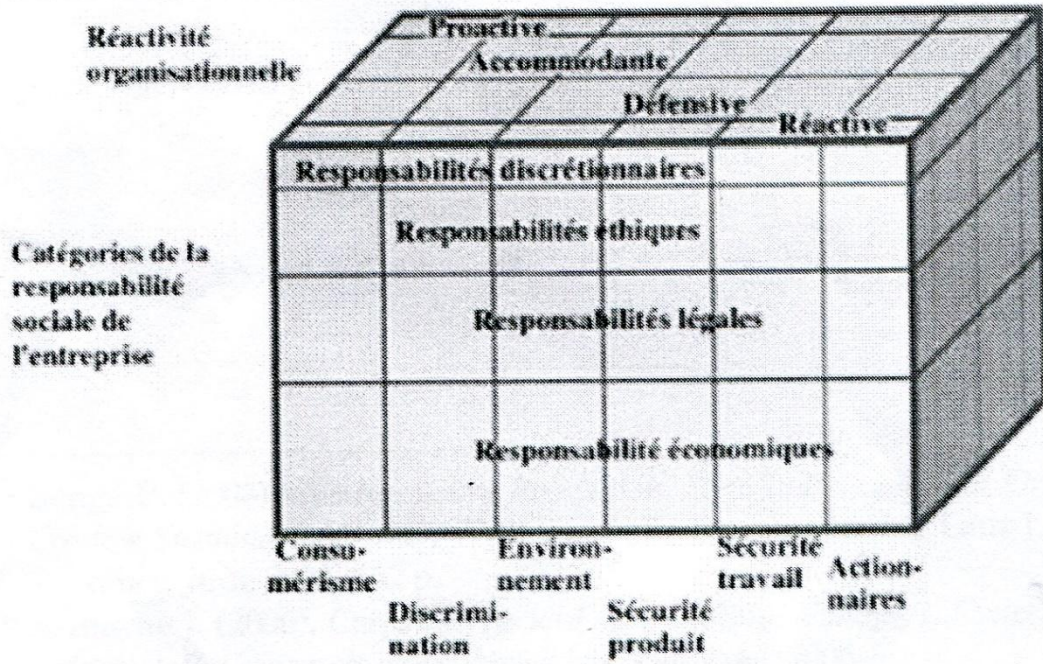 Réactivité
organisationnelle
Proactive
Accommodante
Défensive
Réactive
Responsabilités discrétionnaires
Responsabilités éthiques
Responsabilités légales
Responsabilité économiques
Catégories de la
responsabilité
sociale de
l'entreprise
Consu-
mérisme
Discrimi-
nation
Environ-
nement
Sécurité
produit
Sécurité
travail
Action-
naires